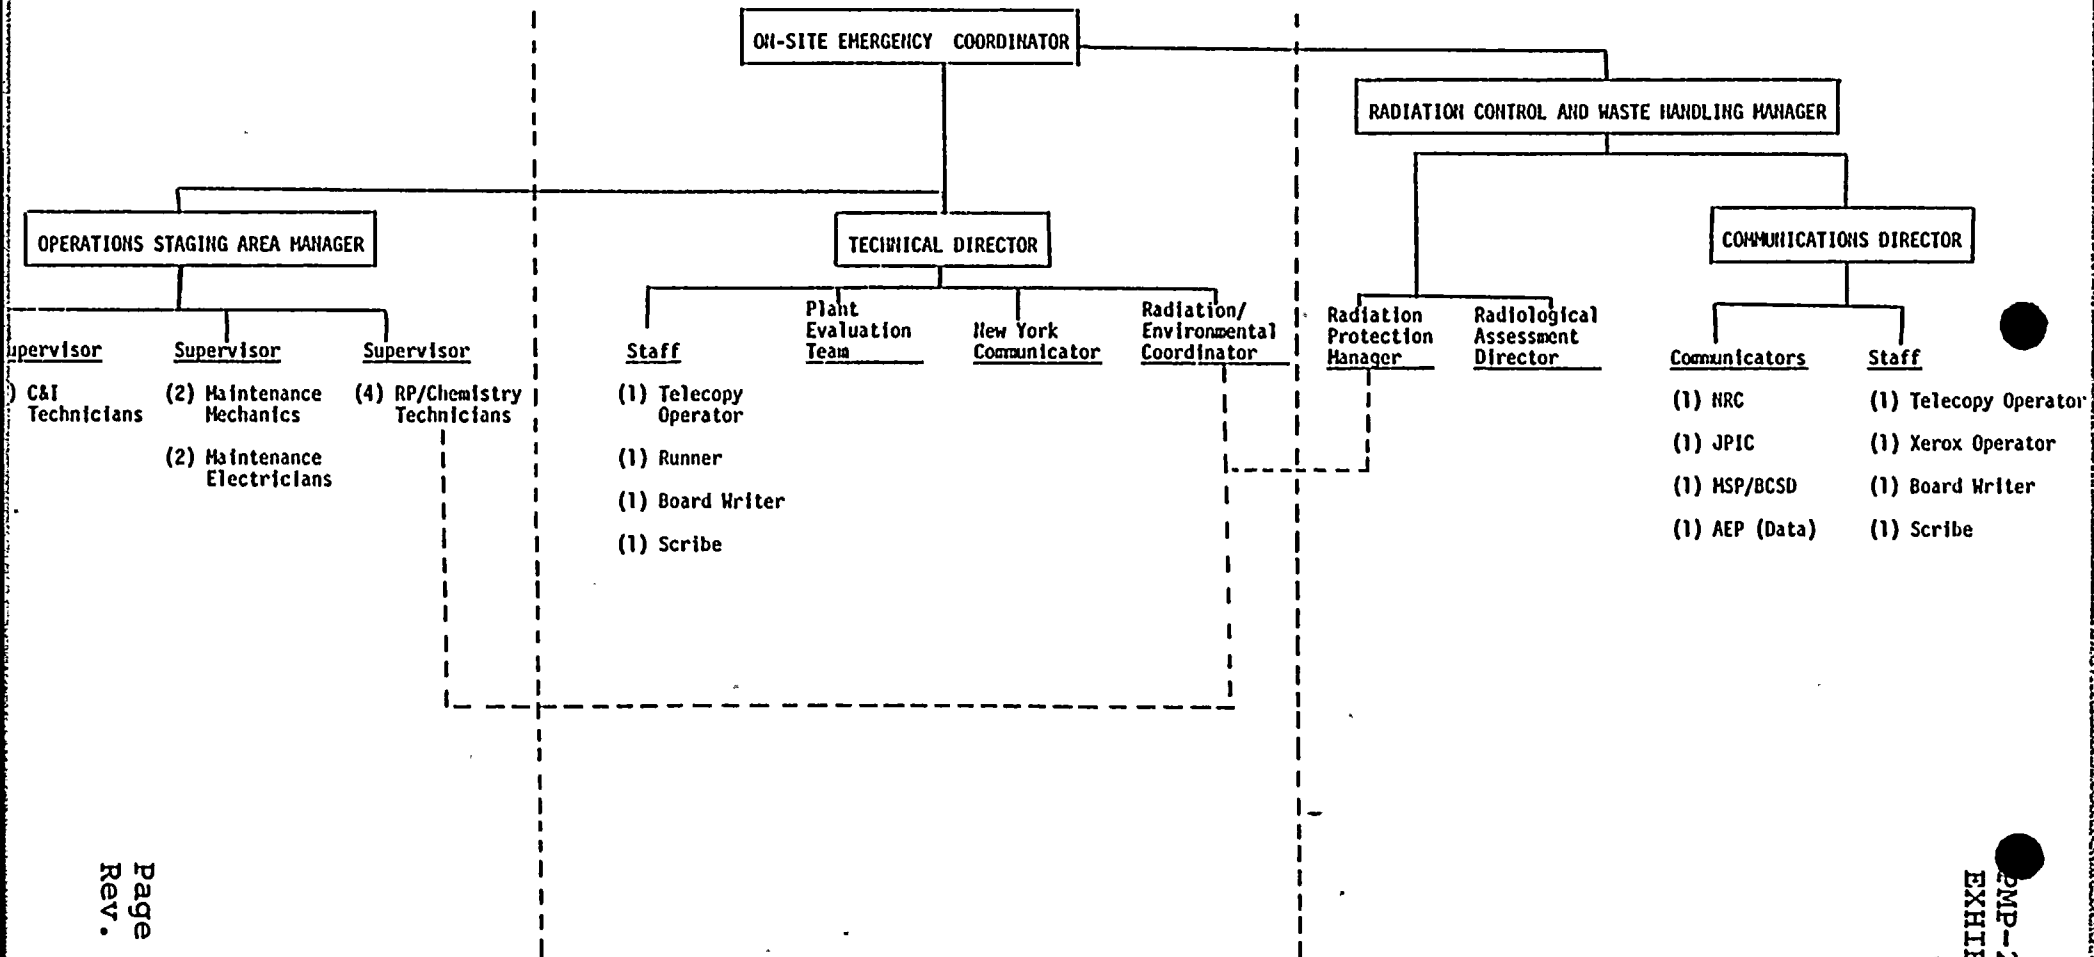 ON-SITE EMERGENCY COORDINATOR
RADIATION CONTROL AND WASTE HANDLING MANAGER
OPERATIONS STAGING AREA MANAGER
TECHNICAL DIRECTOR
COMMUNICATIONS DIRECTOR
upervisor
) C&I
Technicians
Supervisor
(2) Maintenance
Mechanics
(2) Maintenance
Electricians
Supervisor
(4) RP/Chemistry
Technicians
Staff
(1) Telecopy
Operator
(1) Runner
(1) Board Writer
(1) Scribe
Plant
Evaluation
Team
New York
Communicator
Radiation/
Environmental
Coordinator
Radiation
Protection
Manager
Radiological
Assessment
Director
Communicators
(1) NRC
(1) JPIC
(1) MSP/BCSD
(1) AEP (Data)
Staff
(1) Telecopy Operator
(1) Xerox Operator
(1) Board Writer
(1) Scribe
Page
Rev.
PMP-2
EXHI